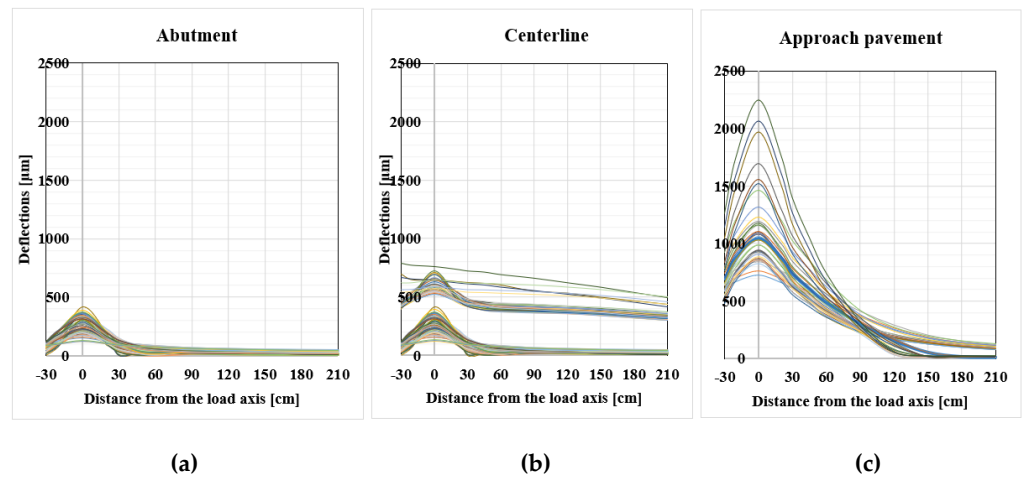 Abutment
2500
2000
1500
1000
500
0
Deflections [μm]
-30 0 30 60 90 120 150 180 210
Distance from the load axis [cm]
(a)
Centerline
2500
2000
1500
1000
500
0
Deflections [μm]
-30 0 30 60 90 120 150 180 210
Distance from the load axis [cm]
(b)
Approach pavement
2500
2000
1500
1000
500
0
-30 0 30 60 90 120 150 180 210
Distance from the load axis [cm]
(c)